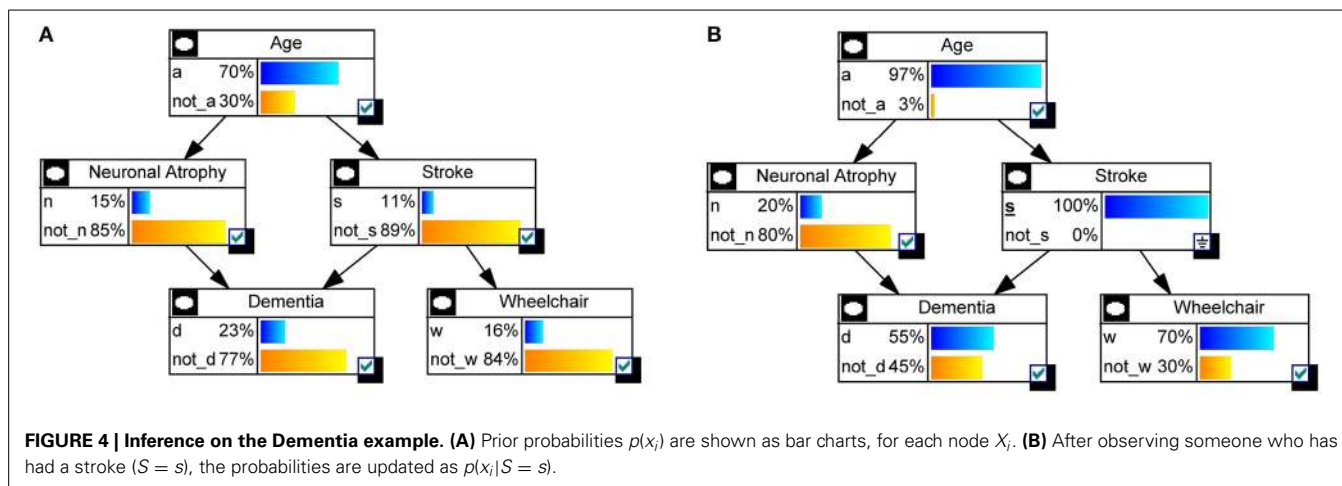 A
Age
a 70%
not_a 30%
Neuronal Atrophy
n 15%
not_n 85%
Stroke
s 11%
not_s 89%
Dementia
d 23%
not_d 77%
Wheelchair
w 16%
not_w 84%
B
Age
a 97%
not_a 3%
Neuronal Atrophy
n 20%
not_n 80%
Stroke
s 100%
not_s 0%
Dementia
d 55%
not_d 45%
Wheelchair
w 70%
not_w 30%
FIGURE 4 | Inference on the Dementia example. (A) Prior probabilities p(xᵢ) are shown as bar charts, for each node Xᵢ. (B) After observing someone who has
had a stroke (S = s), the probabilities are updated as p(xᵢ|S = s).